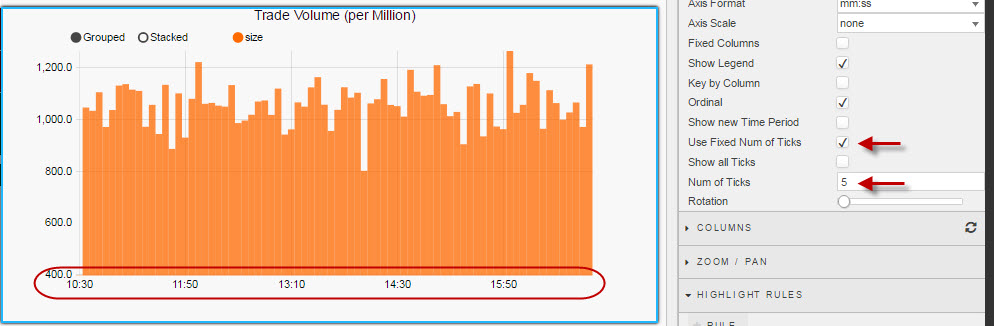 Trade Volume (per Million)
Grouped Stacked size
1,200.0
1,000.0
800.0
600.0
400.0
10:30 11:50 13:10 14:30 15:50
Axis Format mm:ss
Axis Scale none
Fixed Columns
Show Legend
Key by Column
Ordinal
Show new Time Period
Use Fixed Num of Ticks
Show all Ticks
Num of Ticks 5
Rotation
COLUMNS
ZOOM / PAN
HIGHLIGHT RULES
RULE